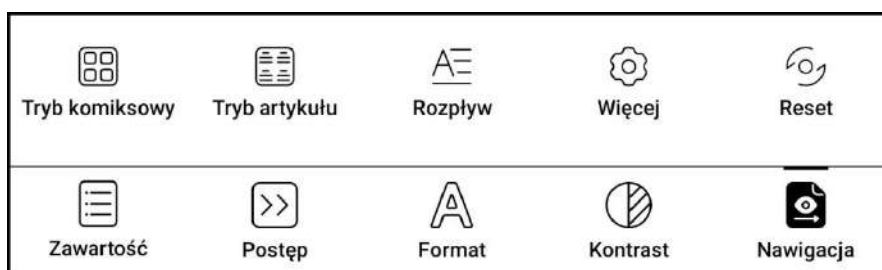 Tryb komiksowy Tryb artykułu Rozpływ Więcej Reset
Zawartość Postęp Format Kontrast Nawigacja